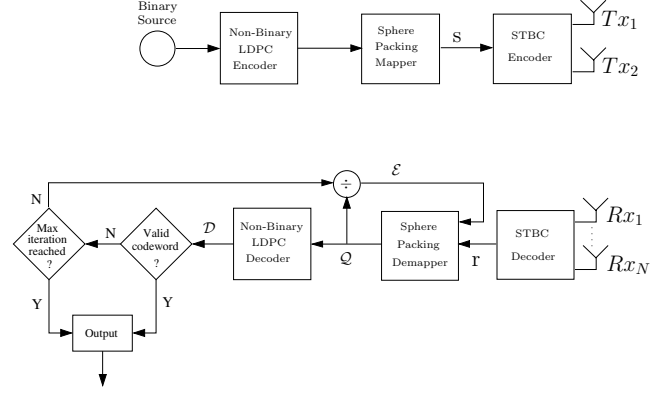 Binary
Source
Non-Binary
LDPC
Encoder
Sphere
Packing
Mapper
s
STBC
Encoder
Tx₁
Tx₂
N
÷
ℰ
Max
iteration
reached
?
N
Valid
codeword
?
𝒟
Non-Binary
LDPC
Decoder
𝒬
Sphere
Packing
Demapper
r
STBC
Decoder
Rx₁
Rx_N
Y
Y
Output